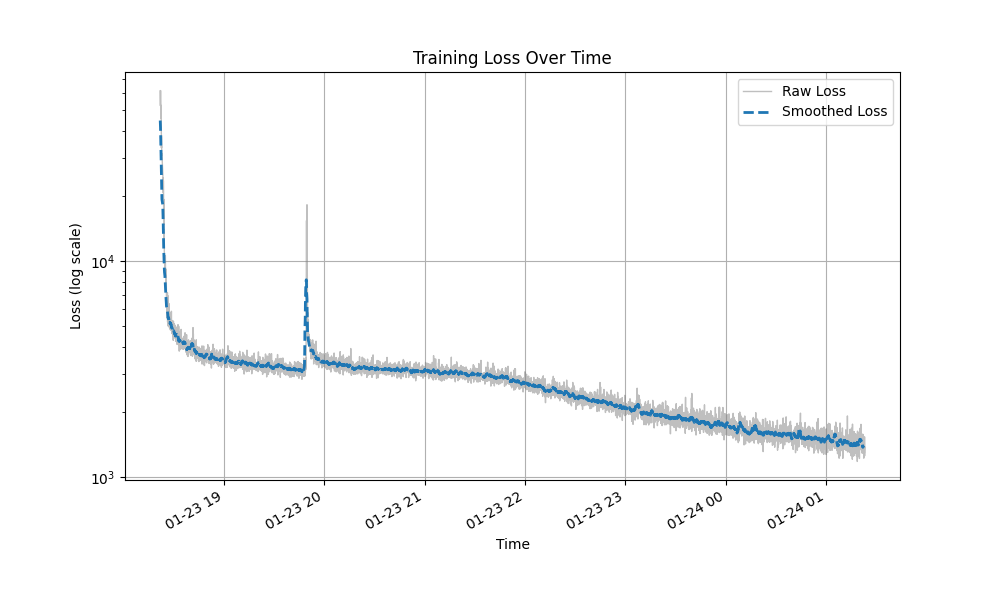 Training Loss Over Time
Raw Loss
Smoothed Loss
Loss (log scale)
10⁴
10³
01-23 19
01-23 20
01-23 21
01-23 22
01-23 23
01-24 00
01-24 01
Time